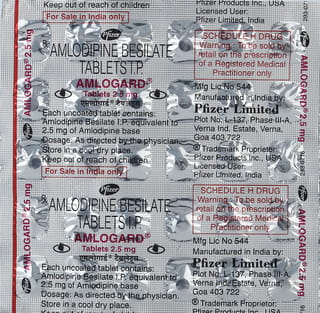 Keep out of reach of children
For Sale in India only
Pfizer
AMLODIPINE BESILATE
TABLETS I.P.
AMLOGARD®
Tablets 2.5 mg
एमलोगार्ड टैबलेट्स
Each uncoated tablet contains:
Amlodipine Besilate I.P. equivalent to
2.5 mg of Amlodipine base
Dosage: As directed by the physician.
Store in a cool dry place.
Keep out of reach of children
For Sale in India only
Pfizer
AMLODIPINE BESILATE
TABLETS I.P.
AMLOGARD®
Tablets 2.5 mg
Each uncoated tablet contains:
Amlodipine Besilate I.P. equivalent to
2.5 mg of Amlodipine base
Dosage: As directed by the physician.
Store in a cool dry place.
Keep out of reach of children
Pfizer Products Inc., USA
Licensed User:
Pfizer Limited, India
SCHEDULE H DRUG
Warning : To be sold by
retail on the prescription
of a Registered Medical
Practitioner only
Mfg Lic No 544
Manufactured in India by:
Pfizer Limited
Plot No. L-137, Phase III-A,
Verna Ind. Estate, Verna,
Goa 403 722
®Trademark Proprietor:
Pfizer Products Inc., USA
Licensed User:
Pfizer Limited, India
SCHEDULE H DRUG
Warning : To be sold by
retail on the prescription
of a Registered Medical
Practitioner only
Mfg Lic No 544
Manufactured in India by:
Pfizer Limited
Plot No. L-137, Phase III-A,
Verna Ind. Estate, Verna,
Goa 403 722
AMLOGARD® 2.5 mg
AMLOGARD® 2.5 mg